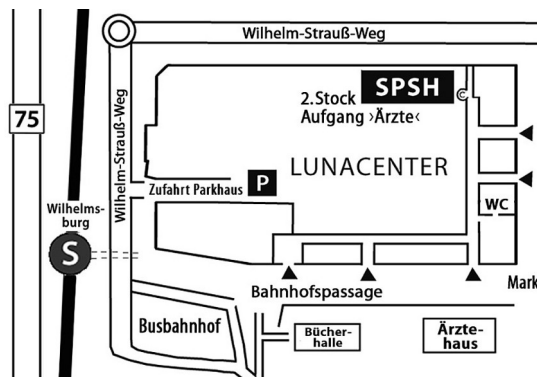 Wilhelm-Strauß-Weg
SPSH
2.Stock
Aufgang ›Ärzte‹
75
Wilhelm-Strauß-Weg
LUNACENTER
Zufahrt Parkhaus
P
Wilhelms-
burg
WC
S
Mark
Bahnhofspassage
Busbahnhof
Bücher-
halle
Ärzte-
haus